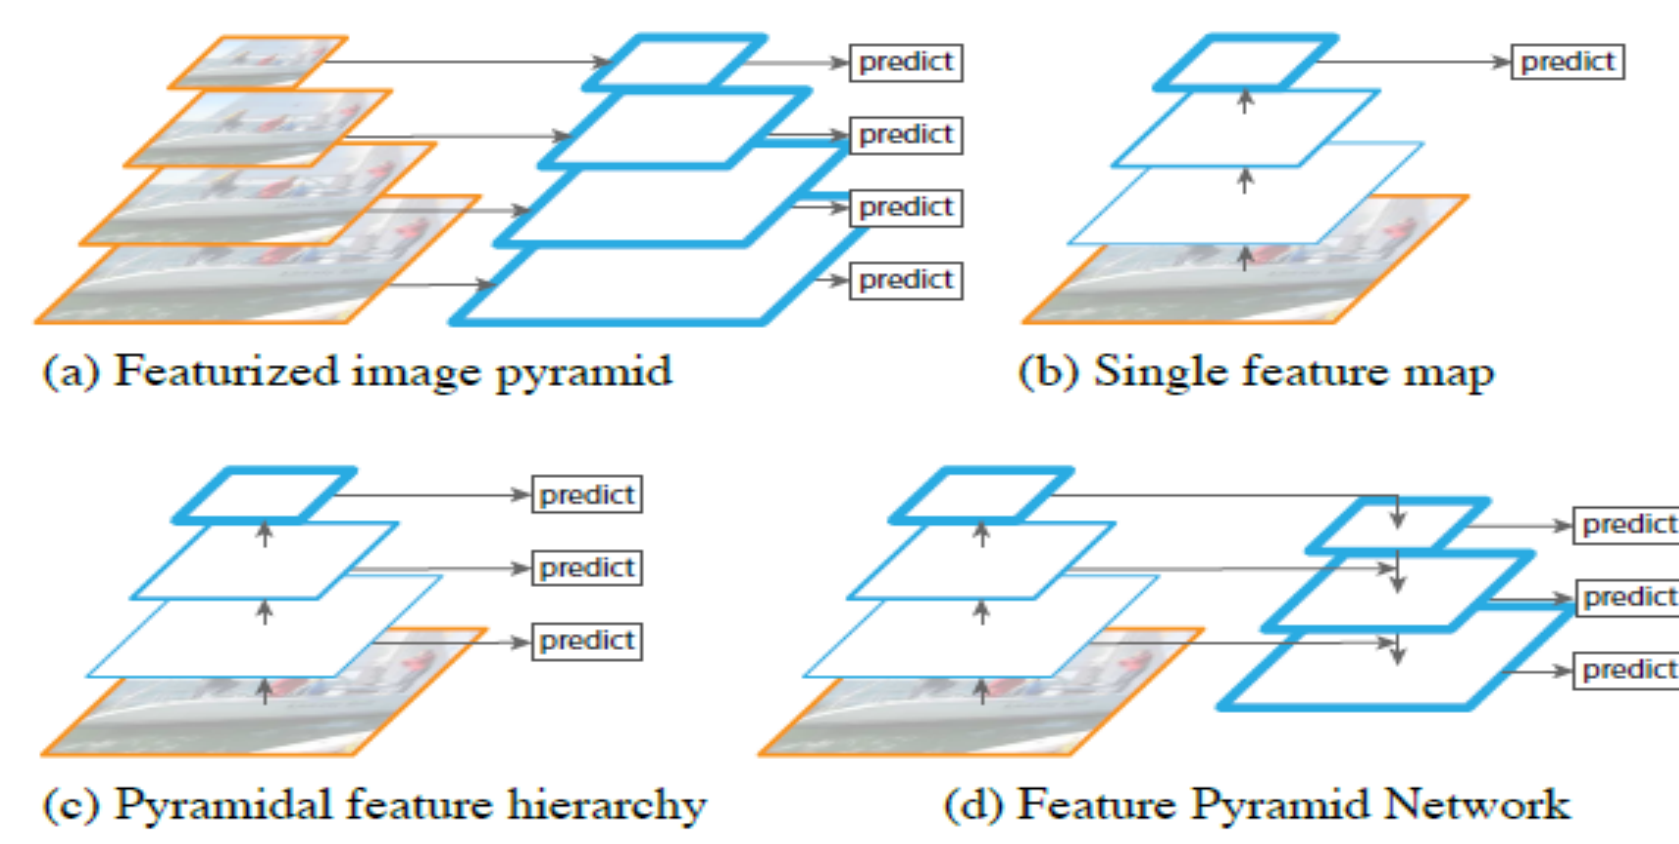 predict
predict
predict
predict
predict
(a) Featurized image pyramid
(b) Single feature map
predict
predict
predict
predict
predict
predict
(c) Pyramidal feature hierarchy
(d) Feature Pyramid Network